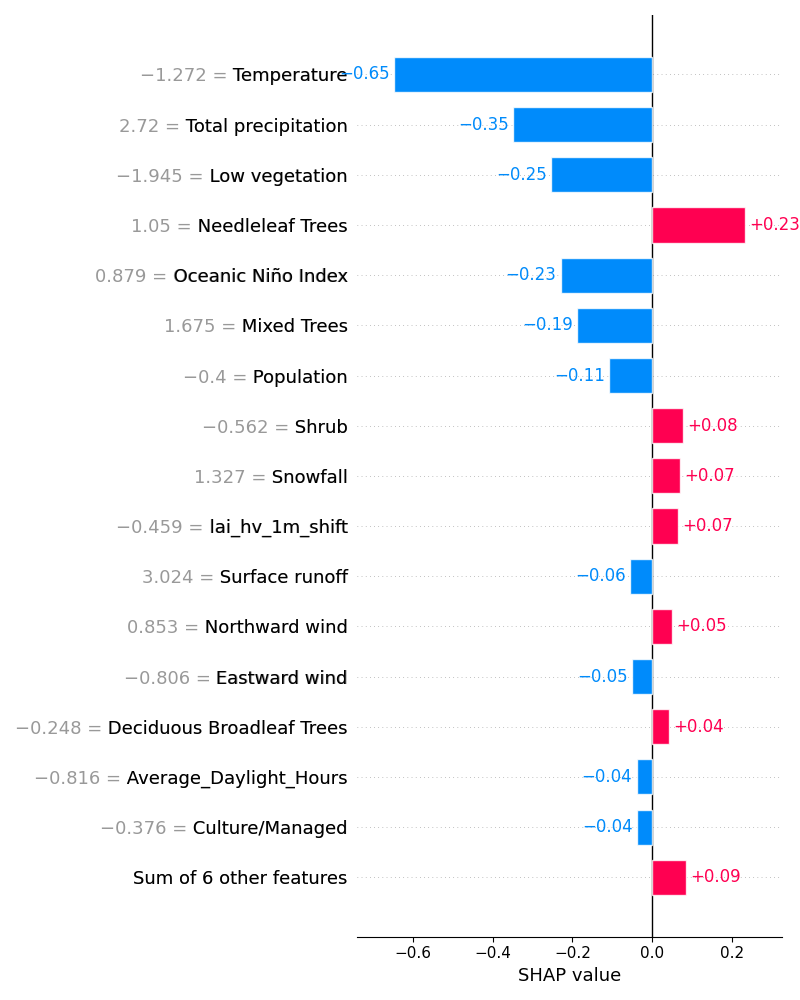 −1.272 = Temperature −0.65
2.72 = Total precipitation −0.35
−1.945 = Low vegetation −0.25
1.05 = Needleleaf Trees +0.23
0.879 = Oceanic Niño Index −0.23
1.675 = Mixed Trees −0.19
−0.4 = Population −0.11
−0.562 = Shrub +0.08
1.327 = Snowfall +0.07
−0.459 = lai_hv_1m_shift +0.07
3.024 = Surface runoff −0.06
0.853 = Northward wind +0.05
−0.806 = Eastward wind −0.05
−0.248 = Deciduous Broadleaf Trees +0.04
−0.816 = Average_Daylight_Hours −0.04
−0.376 = Culture/Managed −0.04
Sum of 6 other features +0.09
−0.6 −0.4 −0.2 0.0 0.2
SHAP value